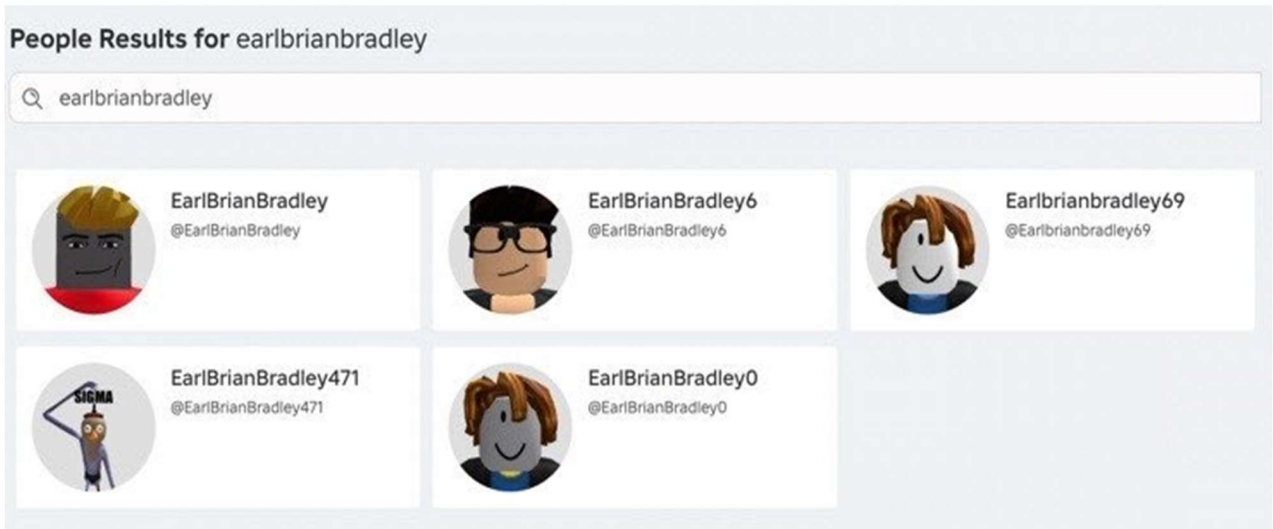 People Results for earlbrianbradley
earlbrianbradley
EarlBrianBradley
@EarlBrianBradley
EarlBrianBradley6
@EarlBrianBradley6
Earlbrianbradley69
@Earlbrianbradley69
SIGMA
EarlBrianBradley471
@EarlBrianBradley471
EarlBrianBradley0
@EarlBrianBradley0